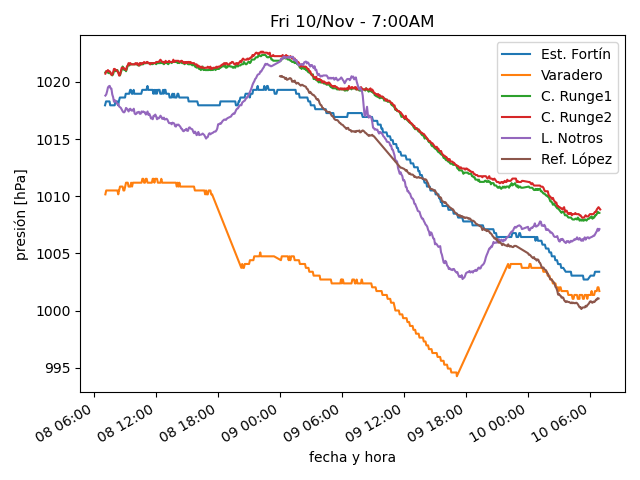 Fri 10/Nov - 7:00AM
Est. Fortín
Varadero
C. Runge1
C. Runge2
L. Notros
Ref. López
presión [hPa]
1020
1015
1010
1005
1000
995
08 06:00
08 12:00
08 18:00
09 00:00
09 06:00
09 12:00
09 18:00
10 00:00
10 06:00
fecha y hora